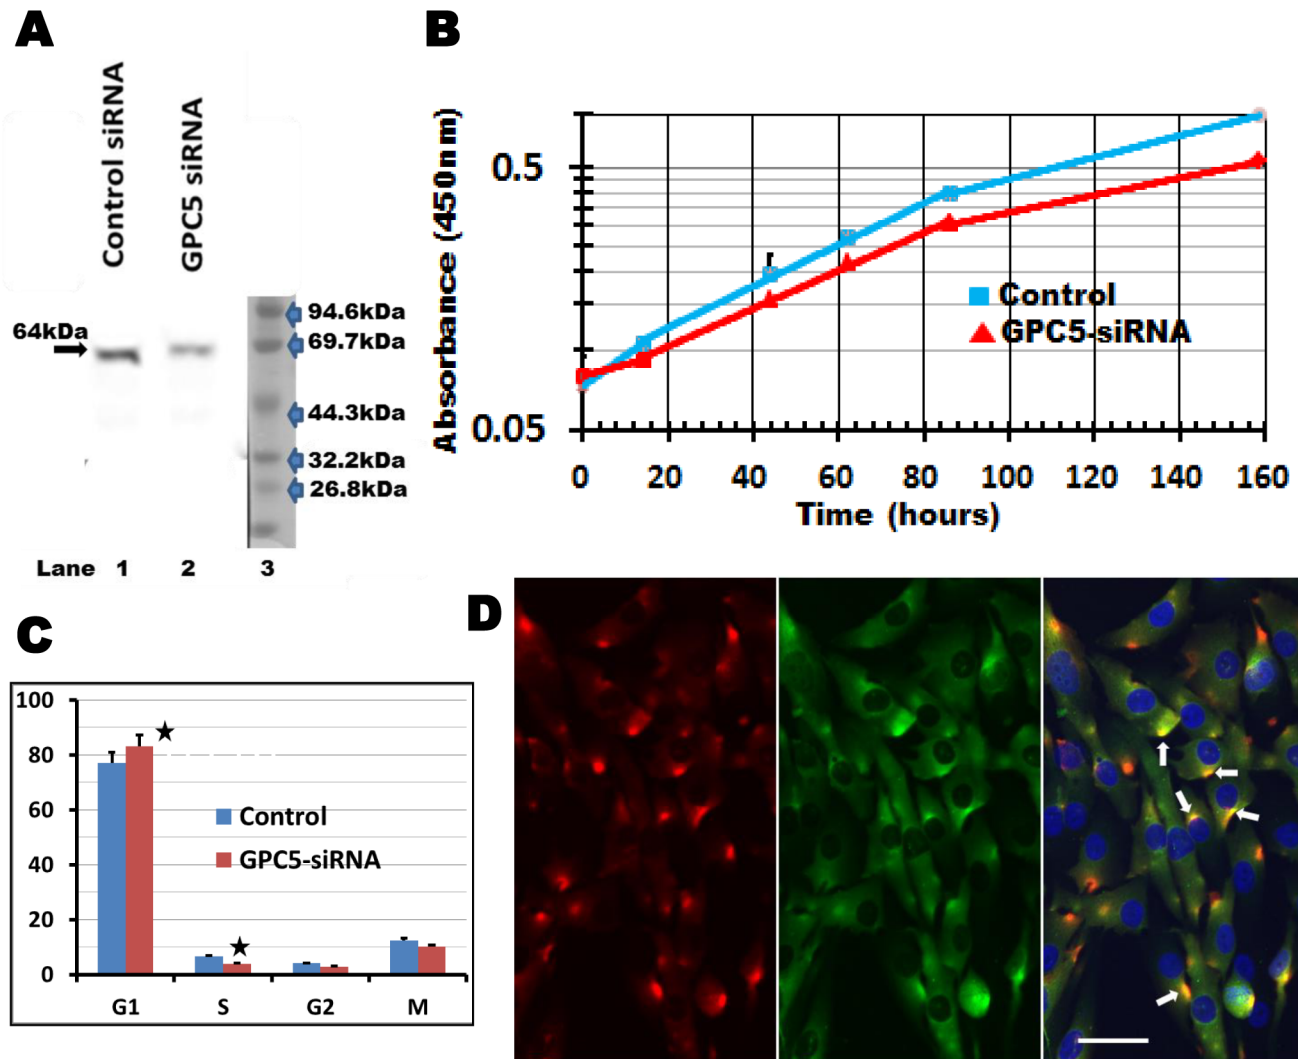 A
Control siRNA
GPC5 siRNA
64kDa
94.6kDa
69.7kDa
44.3kDa
32.2kDa
26.8kDa
Lane 1 2 3
B
Absorbance (450nm)
0.5
0.05
Control
GPC5-siRNA
0 20 40 60 80 100 120 140 160
Time (hours)
C
100
80
60
40
20
0
Control
GPC5-siRNA
G1 S G2 M
D